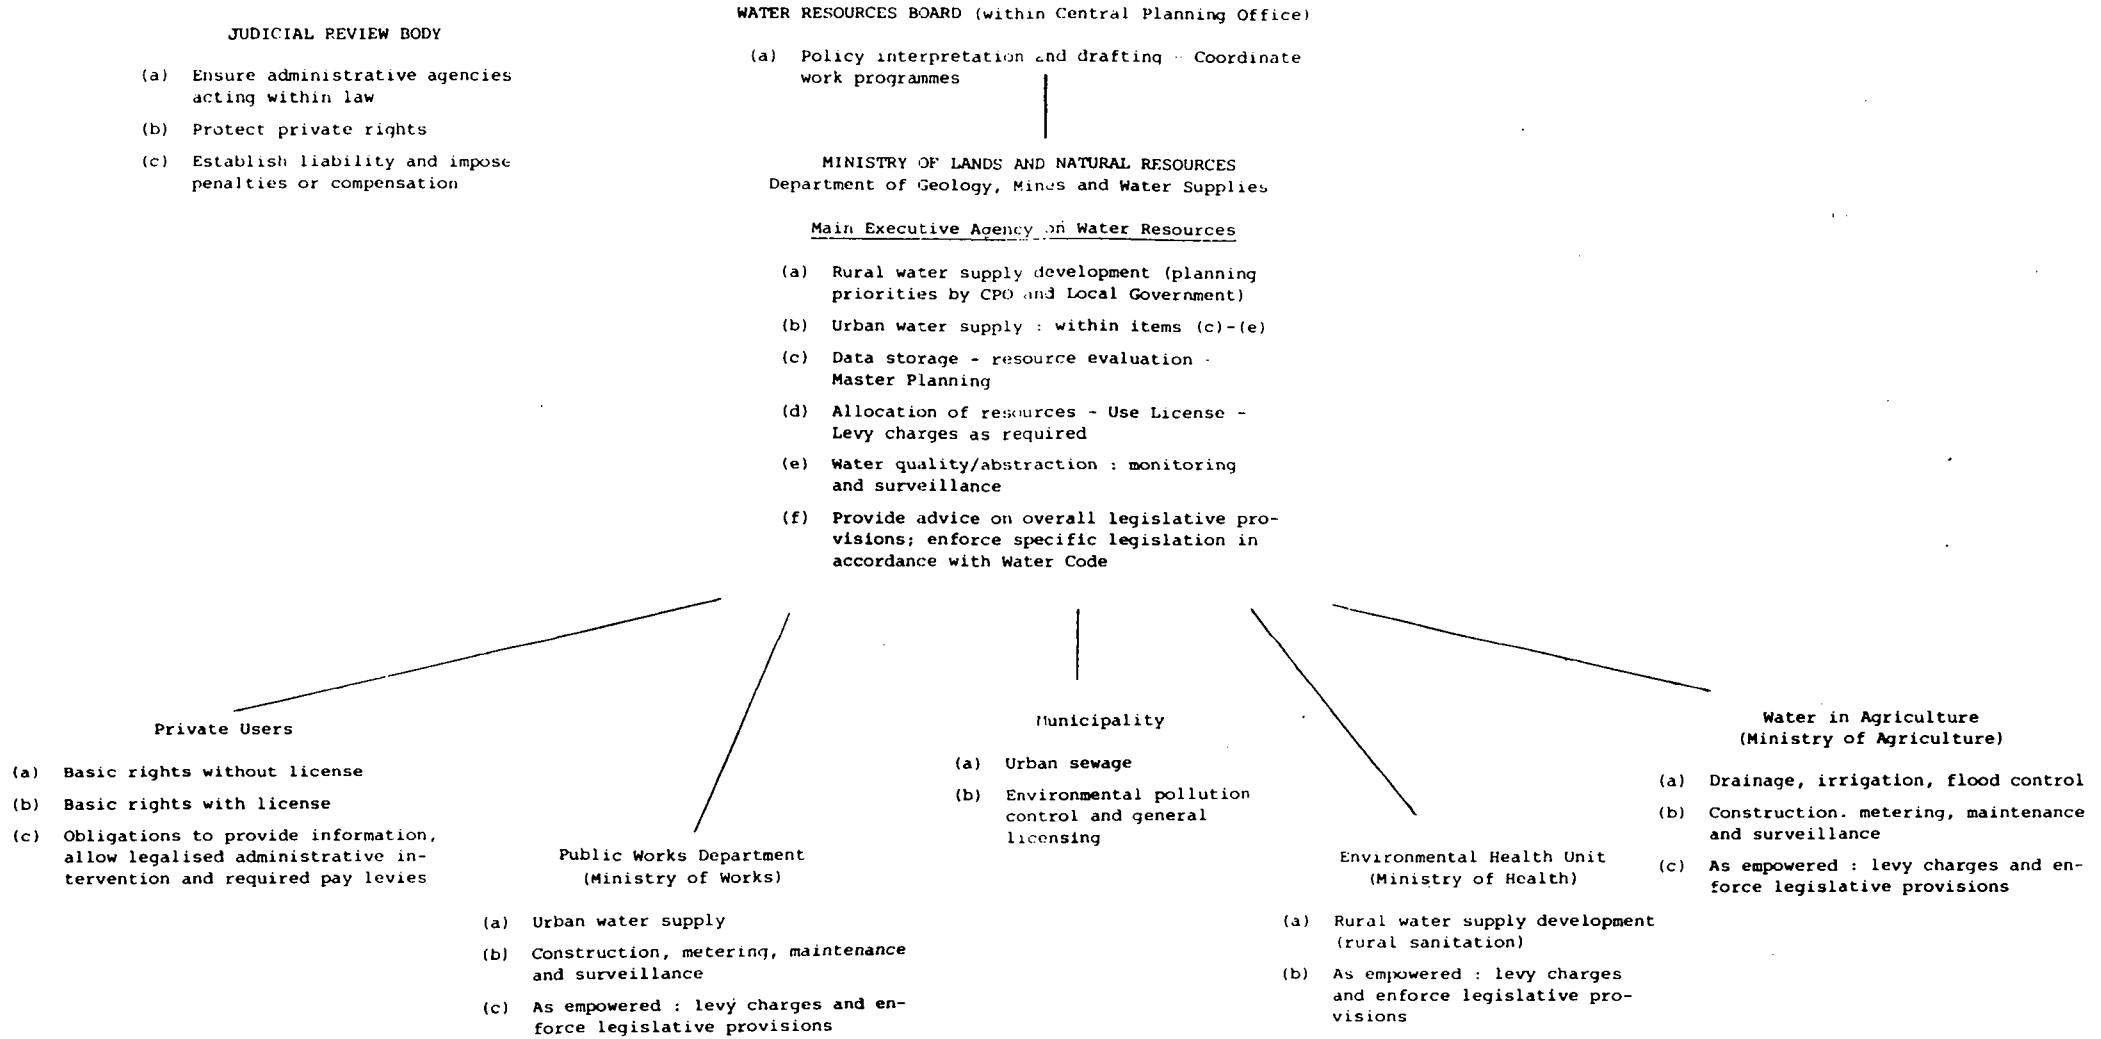 JUDICIAL REVIEW BODY
(a) Ensure administrative agencies
acting within law
(b) Protect private rights
(c) Establish liability and impose
penalties or compensation
WATER RESOURCES BOARD (within Central Planning Office)
(a) Policy interpretation and drafting - Coordinate
work programmes
MINISTRY OF LANDS AND NATURAL RESOURCES
Department of Geology, Mines and Water Supplies
Main Executive Agency on Water Resources
(a) Rural water supply development (planning
priorities by CPO and Local Government)
(b) Urban water supply : within items (c)-(e)
(c) Data storage - resource evaluation -
Master Planning
(d) Allocation of resources - Use License -
Levy charges as required
(e) Water quality/abstraction : monitoring
and surveillance
(f) Provide advice on overall legislative pro-
visions; enforce specific legislation in
accordance with Water Code
Private Users
(a) Basic rights without license
(b) Basic rights with license
(c) Obligations to provide information,
allow legalised administrative in-
tervention and required pay levies
Public Works Department
(Ministry of Works)
(a) Urban water supply
(b) Construction, metering, maintenance
and surveillance
(c) As empowered : levy charges and en-
force legislative provisions
Municipality
(a) Urban sewage
(b) Environmental pollution
control and general
licensing
Environmental Health Unit
(Ministry of Health)
(a) Rural water supply development
(rural sanitation)
(b) As empowered : levy charges
and enforce legislative pro-
visions
Water in Agriculture
(Ministry of Agriculture)
(a) Drainage, irrigation, flood control
(b) Construction. metering, maintenance
and surveillance
(c) As empowered : levy charges and en-
force legislative provisions